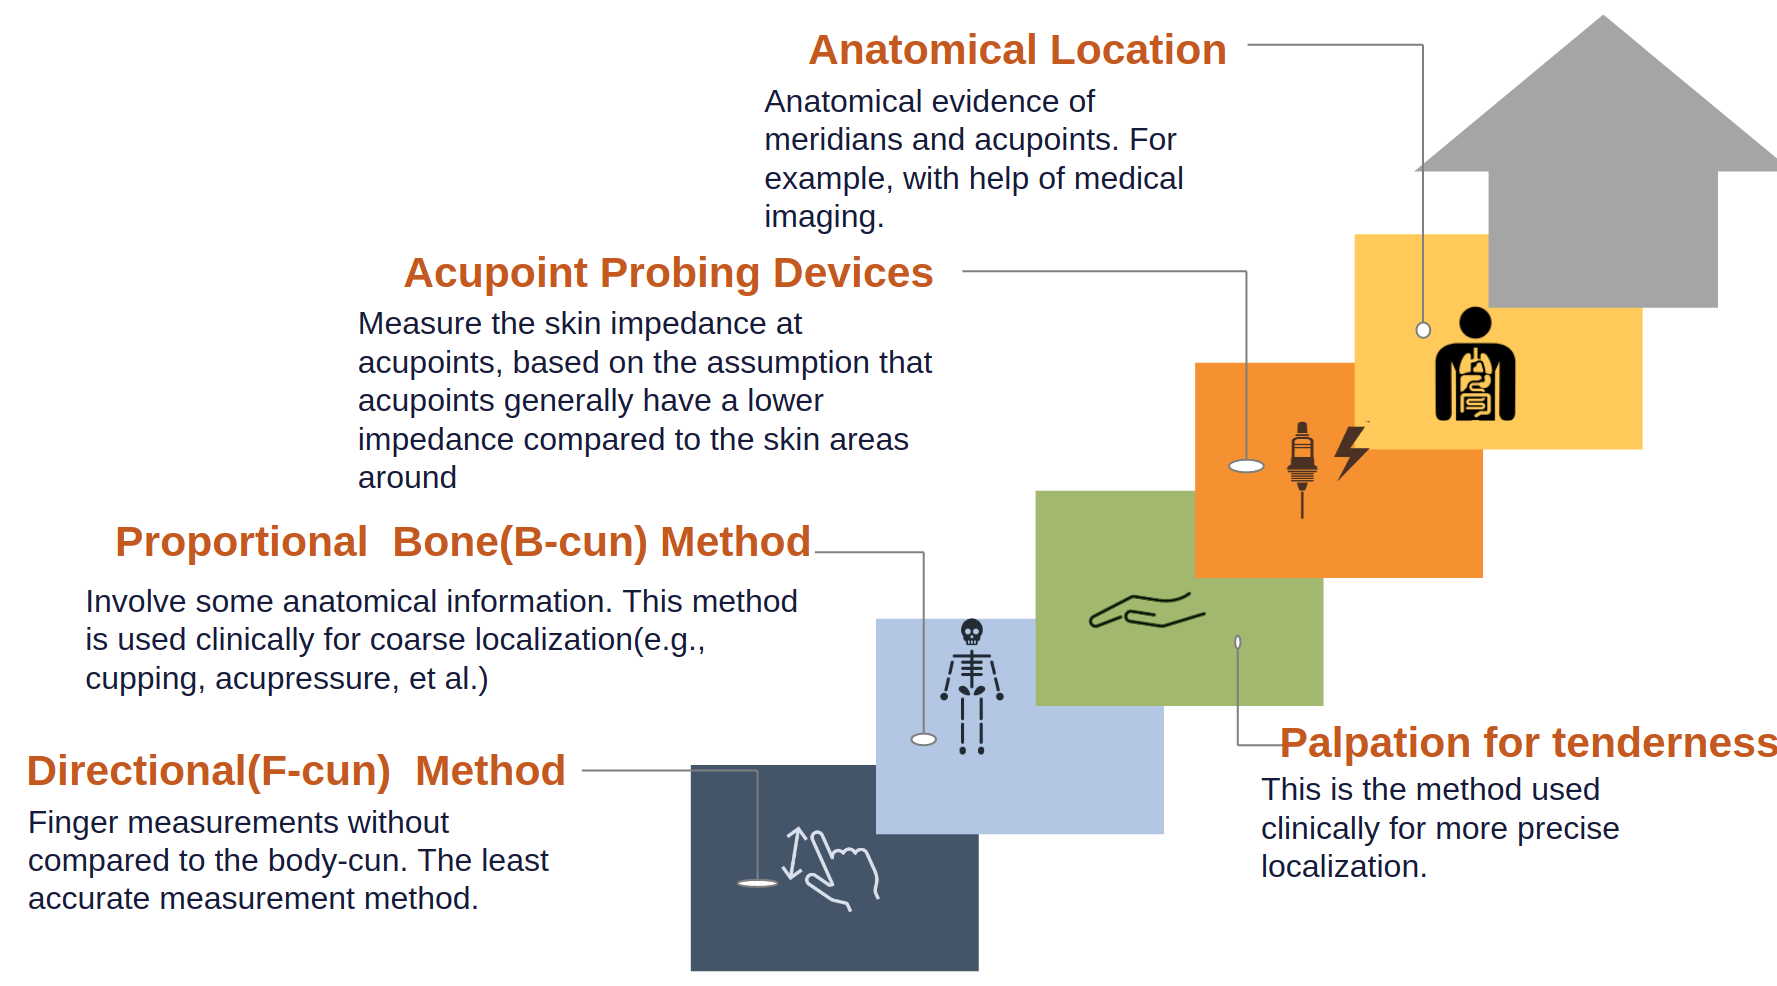 Anatomical Location
Anatomical evidence of
meridians and acupoints. For
example, with help of medical
imaging.
Acupoint Probing Devices
Measure the skin impedance at
acupoints, based on the assumption that
acupoints generally have a lower
impedance compared to the skin areas
around
Proportional  Bone(B-cun) Method
Involve some anatomical information. This method
is used clinically for coarse localization(e.g.,
cupping, acupressure, et al.)
Directional(F-cun)  Method
Finger measurements without
compared to the body-cun. The least
accurate measurement method.
Palpation for tenderness
This is the method used
clinically for more precise
localization.